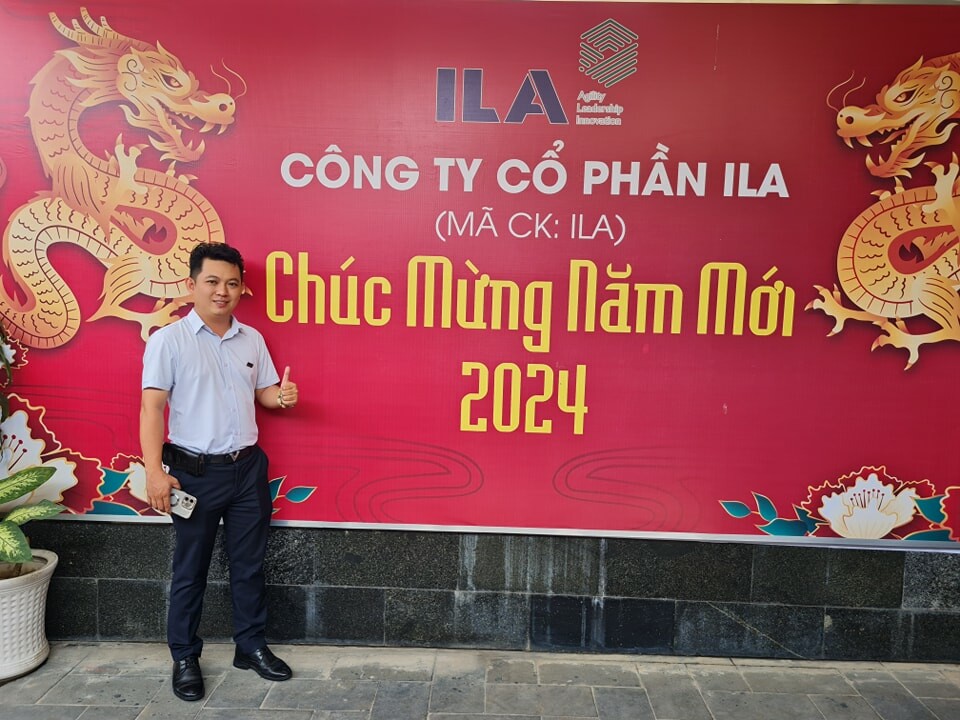 ILA
Agility
Leadership
Innovation
CÔNG TY CỔ PHẦN ILA
(MÃ CK: ILA)
Chúc Mừng Năm Mới
2024